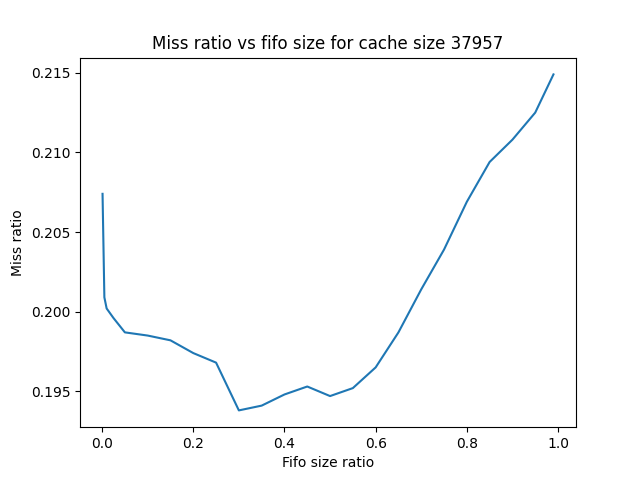 Miss ratio vs fifo size for cache size 37957
0.215
0.210
0.205
0.200
0.195
Miss ratio
0.0 0.2 0.4 0.6 0.8 1.0
Fifo size ratio